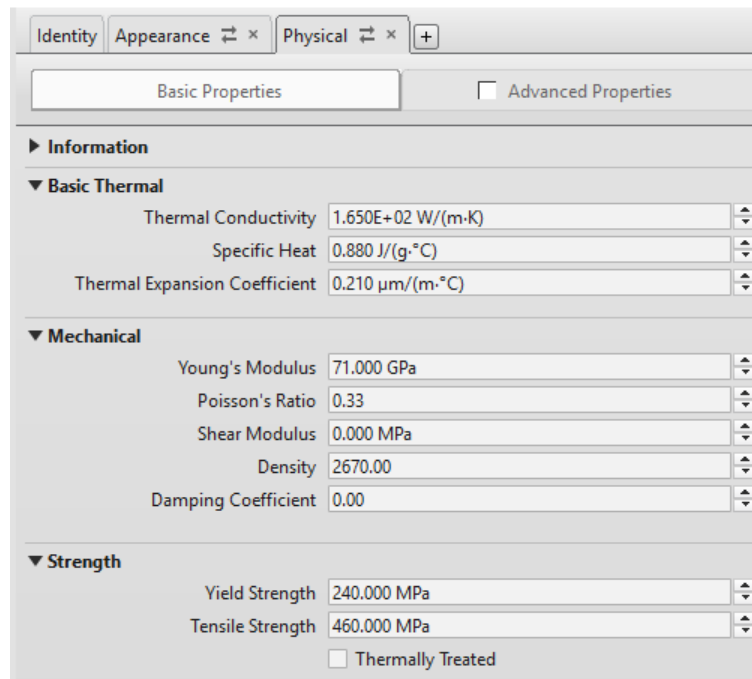 Identity Appearance × Physical × +
Basic Properties Advanced Properties
Information
Basic Thermal
Thermal Conductivity 1.650E+02 W/(m·K)
Specific Heat 0.880 J/(g·°C)
Thermal Expansion Coefficient 0.210 µm/(m·°C)
Mechanical
Young's Modulus 71.000 GPa
Poisson's Ratio 0.33
Shear Modulus 0.000 MPa
Density 2670.00
Damping Coefficient 0.00
Strength
Yield Strength 240.000 MPa
Tensile Strength 460.000 MPa
Thermally Treated